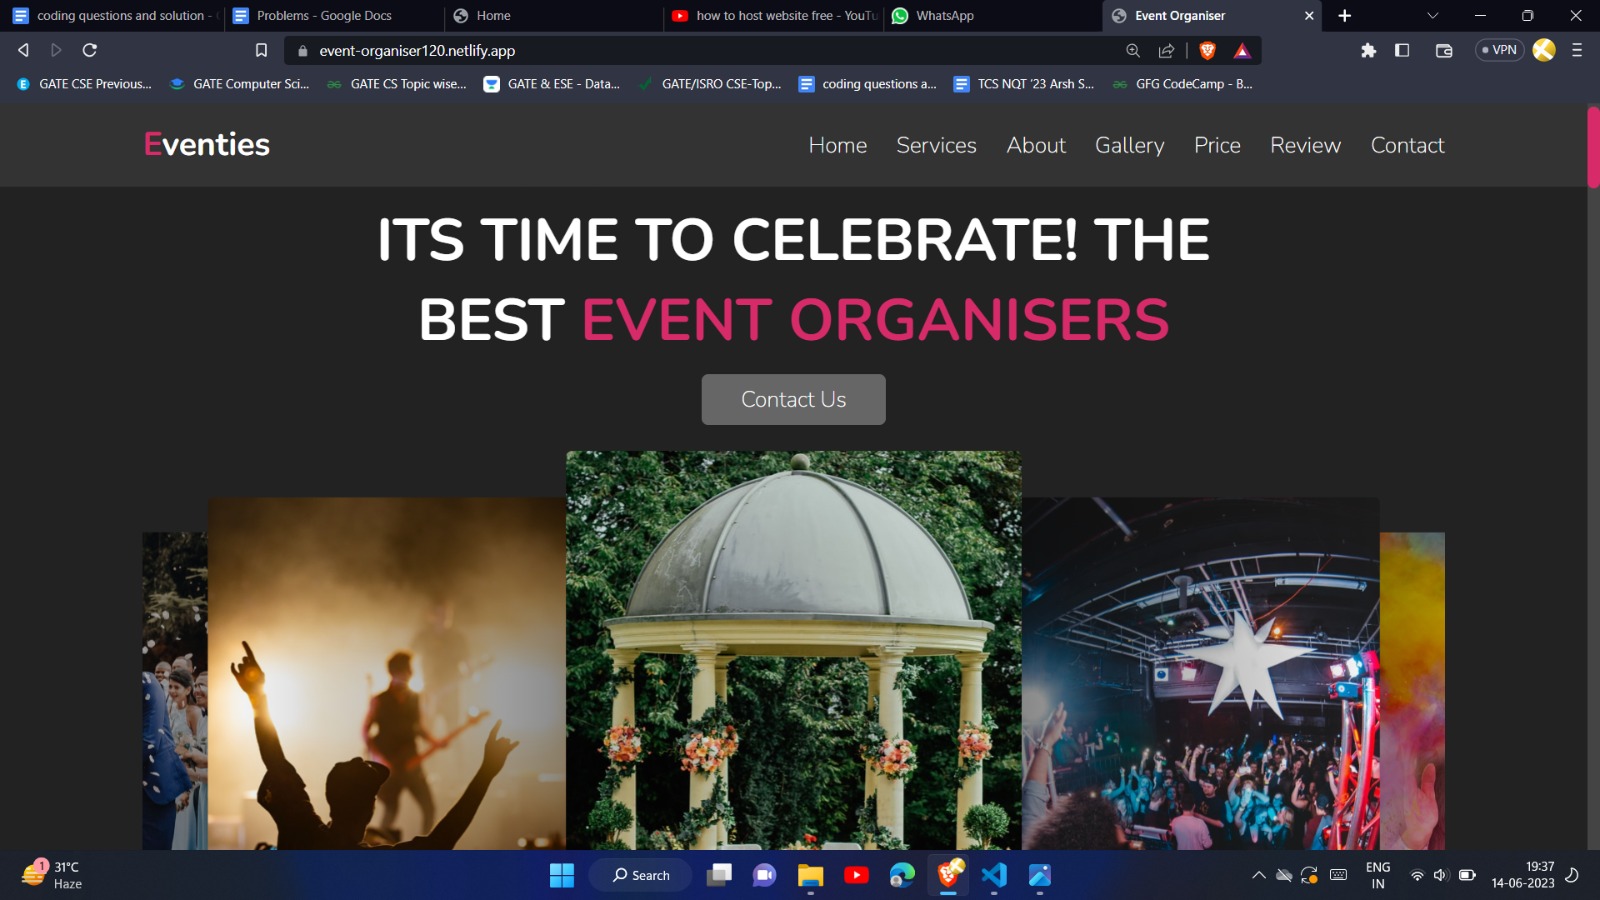 coding questions and solution -
Problems - Google Docs
Home
how to host website free - YouTu
WhatsApp
Event Organiser
event-organiser120.netlify.app
VPN
GATE CSE Previous...
GATE Computer Sci...
GATE CS Topic wise...
GATE & ESE - Data...
GATE/ISRO CSE-Top...
coding questions a...
TCS NQT '23 Arsh S...
GFG CodeCamp - B...
Eventies
Home
Services
About
Gallery
Price
Review
Contact
ITS TIME TO CELEBRATE! THE
BEST EVENT ORGANISERS
Contact Us
1
31°C
Haze
Search
ENG
IN
19:37
14-06-2023